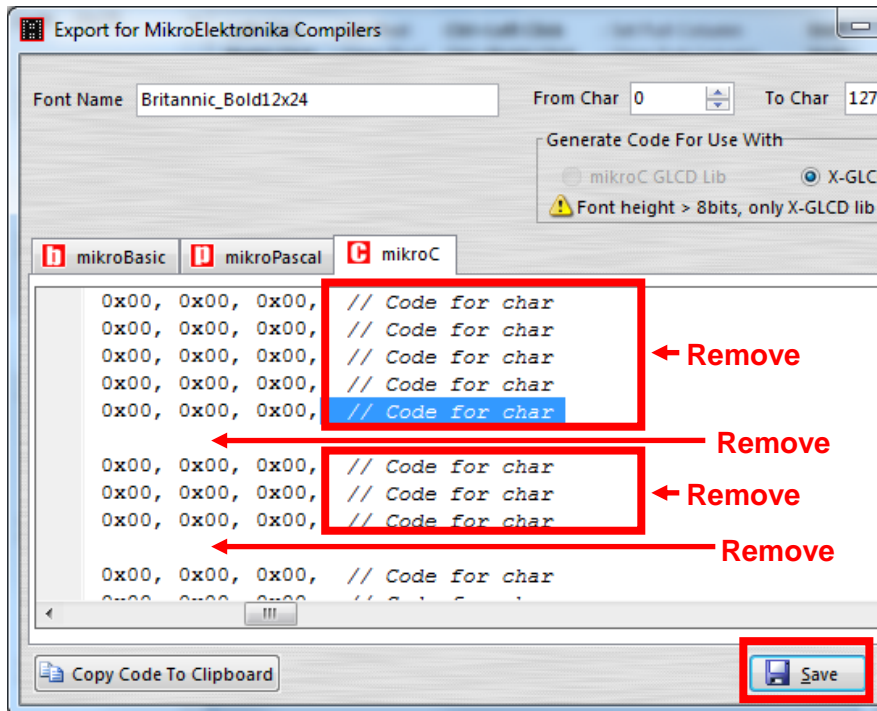 Export for MikroElektronika Compilers
Font Name Britannic_Bold12x24 From Char 0 To Char 127
Generate Code For Use With
mikroC GLCD Lib X-GLC
Font height > 8bits, only X-GLCD lib
mikroBasic mikroPascal mikroC
0x00, 0x00, 0x00, // Code for char
0x00, 0x00, 0x00, // Code for char
0x00, 0x00, 0x00, // Code for char Remove
0x00, 0x00, 0x00, // Code for char
0x00, 0x00, 0x00, // Code for char
Remove
0x00, 0x00, 0x00, // Code for char
0x00, 0x00, 0x00, // Code for char Remove
0x00, 0x00, 0x00, // Code for char
Remove
0x00, 0x00, 0x00, // Code for char
Copy Code To Clipboard Save